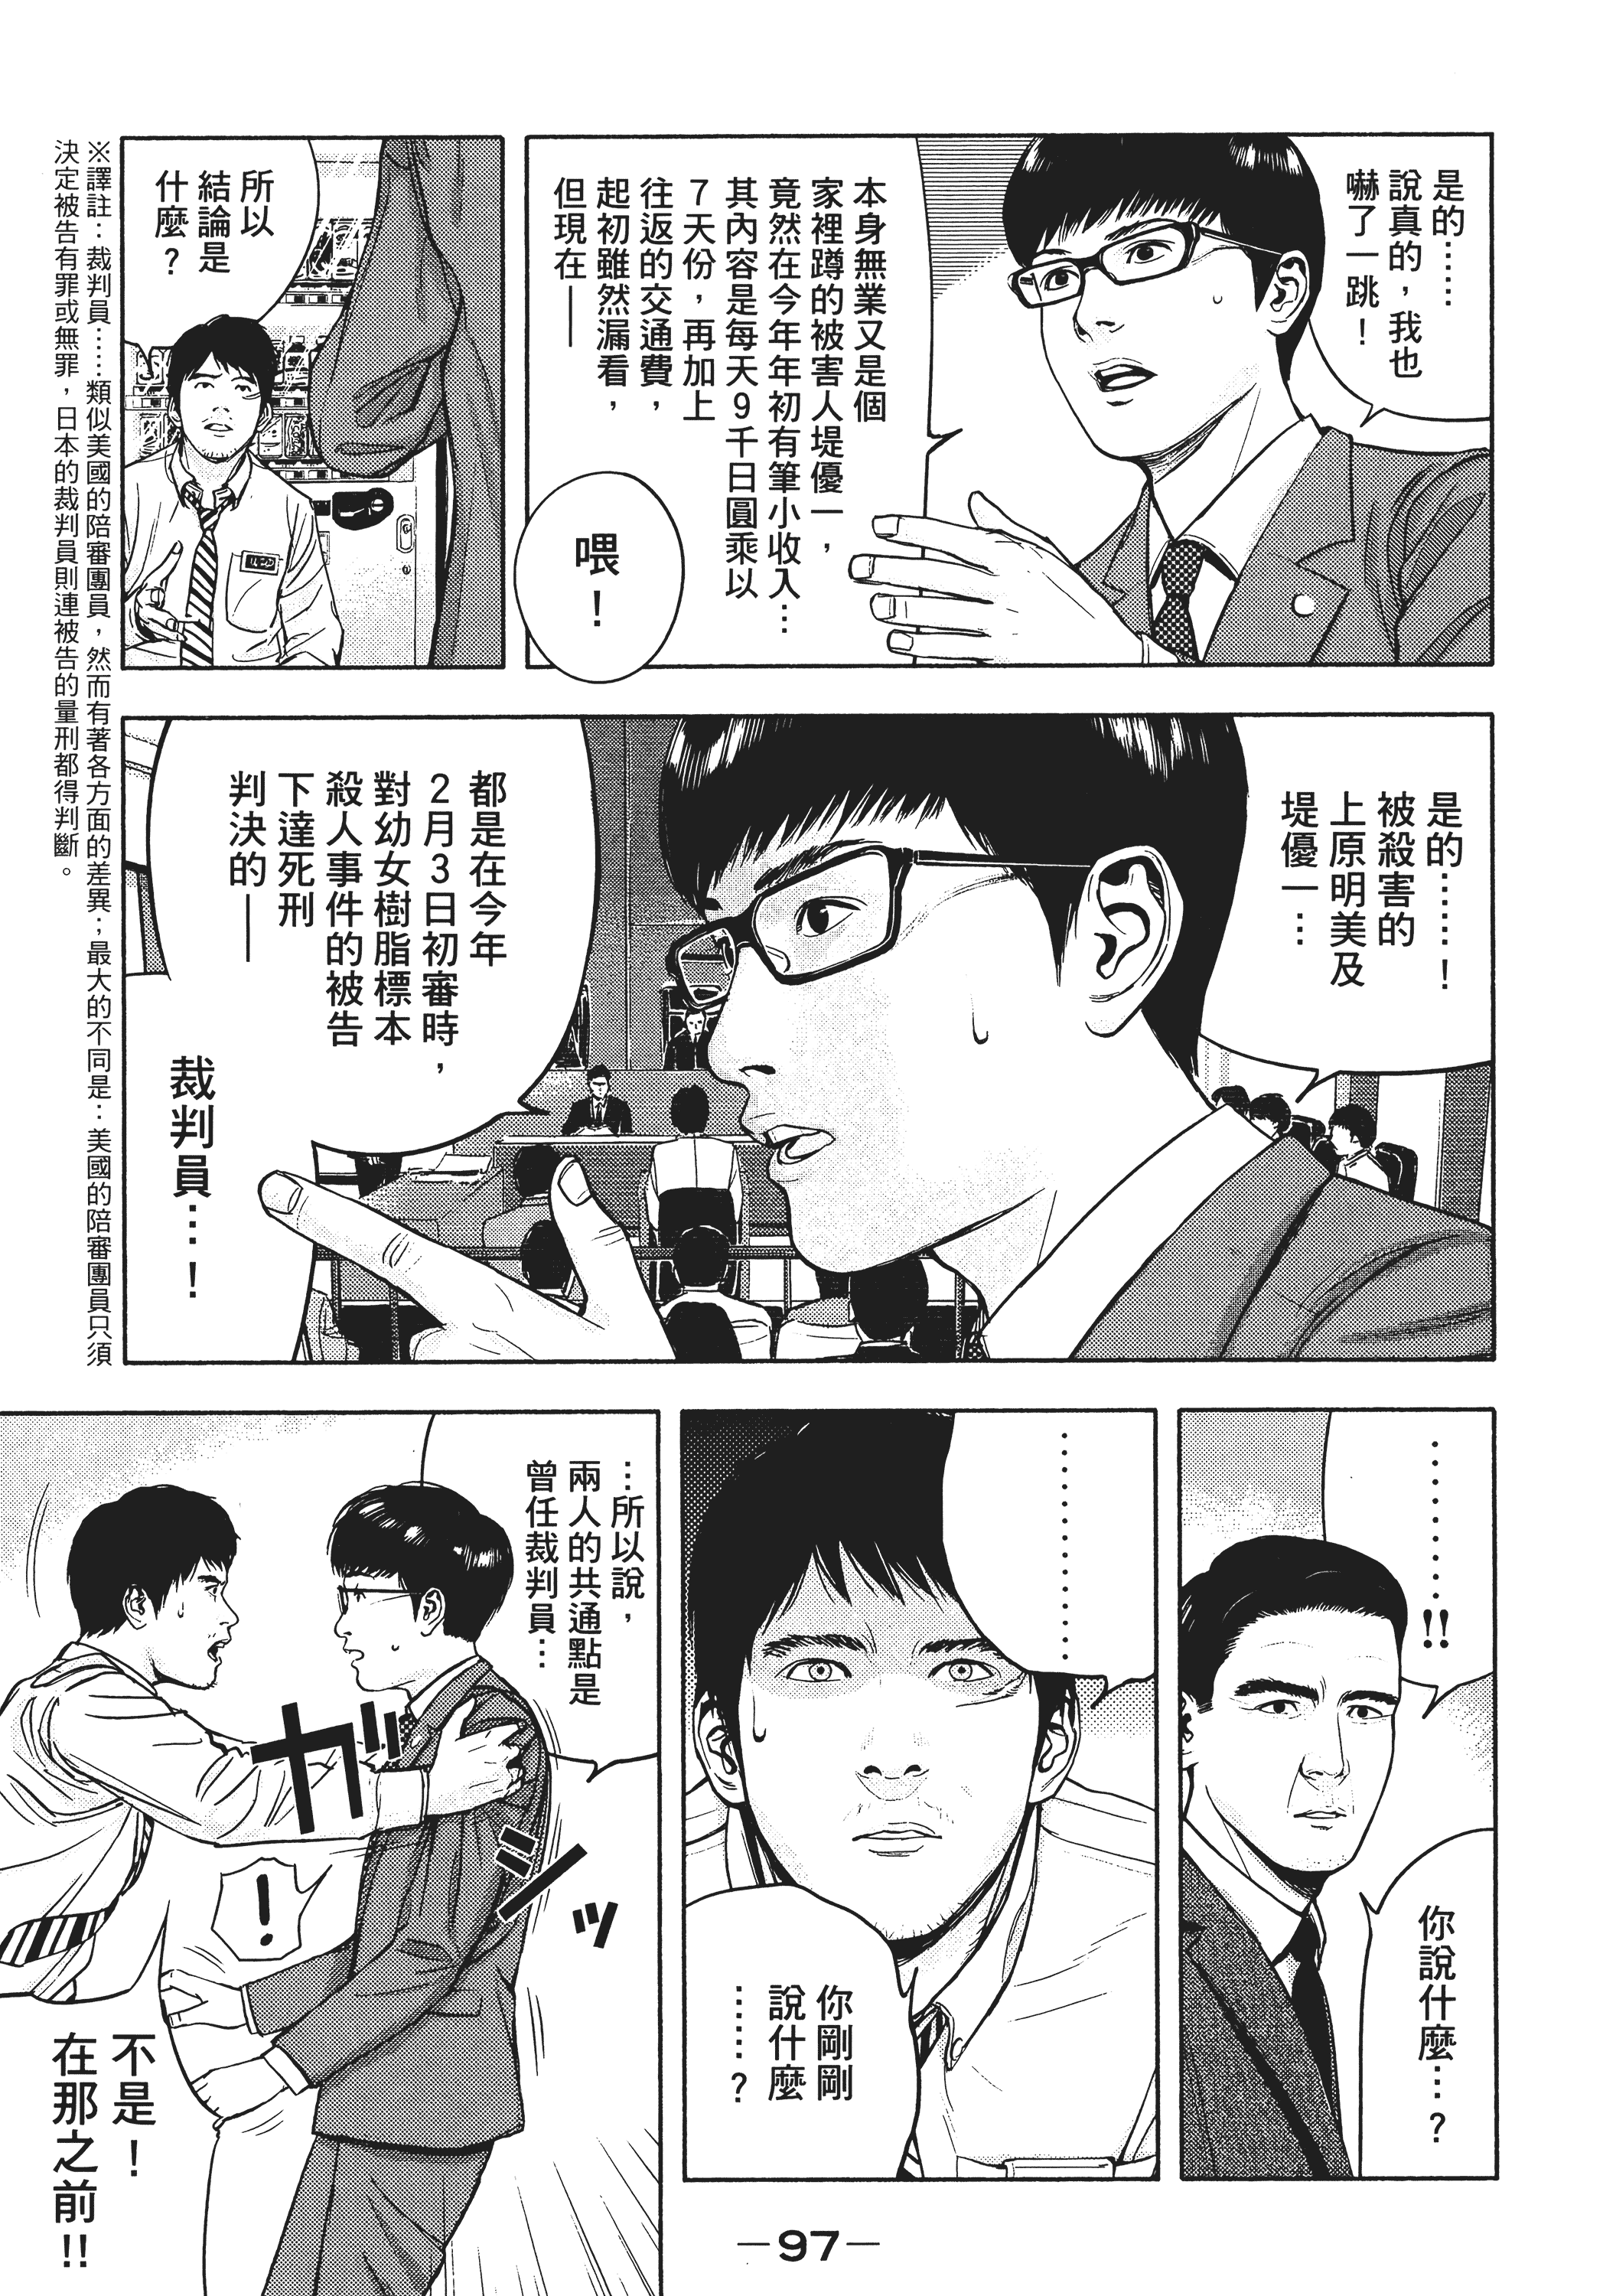 是的……
說真的，我也
嚇了一跳！
本身無業又是個
家裡蹲的被害人堤優一，
竟然在今年年初有筆小收入…
其內容是每天9千日圓乘以
7天份，再加上
往返的交通費，
起初雖然漏看，
但現在——
喂！
所以
結論是
什麼？
※譯註：裁判員……類似美國的陪審團員，然而有著各方面的差異；最大的不同是：美國的陪審團員只須
決定被告有罪或無罪，日本的裁判員則連被告的量刑都得判斷。
是的……！
被殺害的
上原明美及
堤優一…
都是在今年
2月3日初審時，
對幼女樹脂標本
殺人事件的被告
下達死刑
判決的——
裁判員…！
…………!!
你說什麼…？
…………
你剛剛
說什麼
……？
…所以說，
兩人的共通點是
曾任裁判員…
ガッ
シッ
！
不是！
在那之前!!
—97—